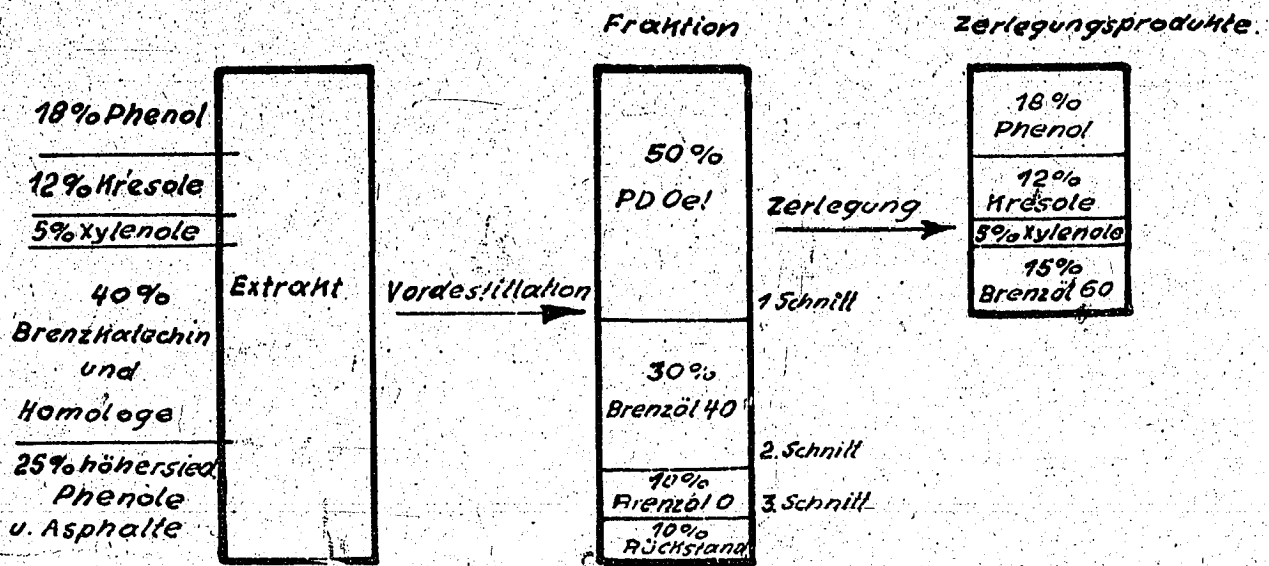 Fraktion
Zerlegungsprodukte.
18% Phenol
12% Kresole
5% Xylenole
40%
Brenzkatechin
und
Homologe
25% höhersied
Phenole
u. Asphalte
Extrakt
Vordestillation
50%
PD Oel
1 Schnitt
30%
Brenzöl 40
2. Schnitt
10%
Brenzöl 0
3. Schnitt
10%
Rückstand
Zerlegung
18%
Phenol
12%
Kresole
5% Xylenole
15%
Brenzöl 60